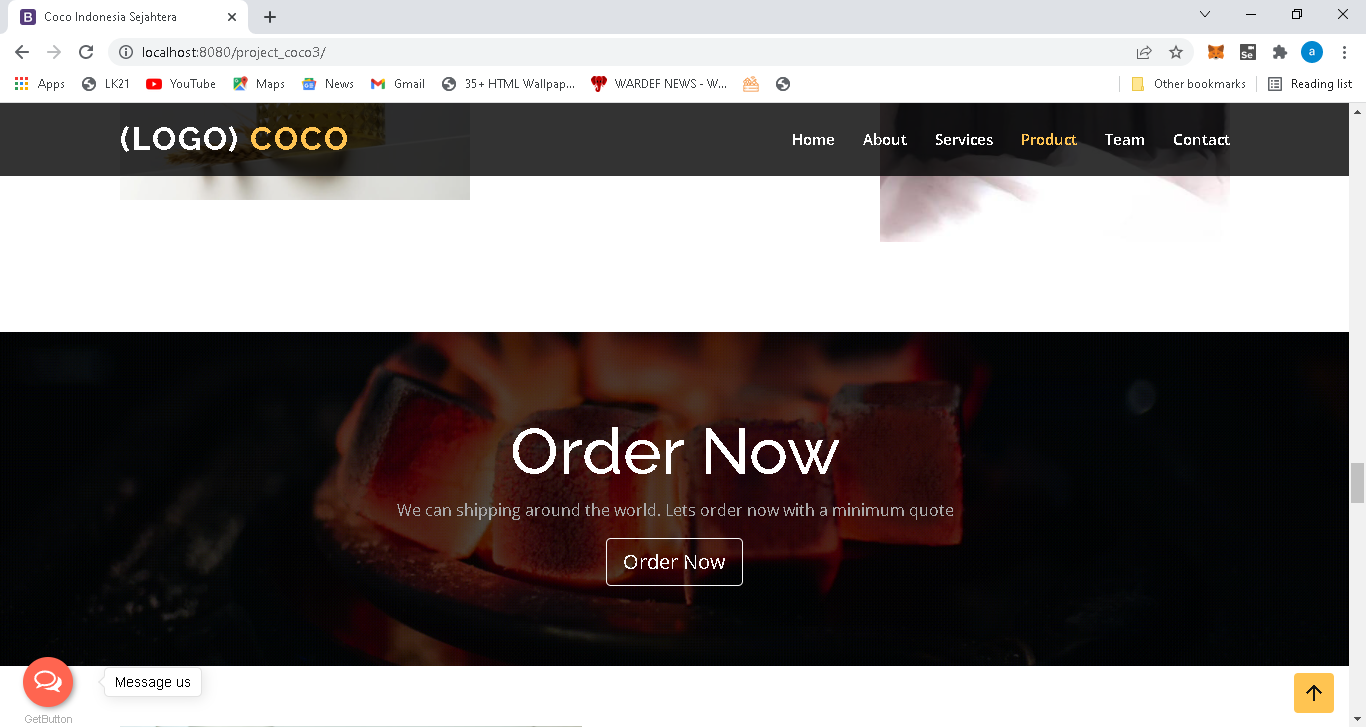 Coco Indonesia Sejahtera
localhost:8080/project_coco3/
Se
a
Apps
LK21
YouTube
Maps
News
Gmail
35+ HTML Wallpap...
WARDEF NEWS - W...
Other bookmarks
Reading list
(LOGO) COCO
Home
About
Services
Product
Team
Contact
Order Now
We can shipping around the world. Lets order now with a minimum quote
Order Now
Message us
GetButton